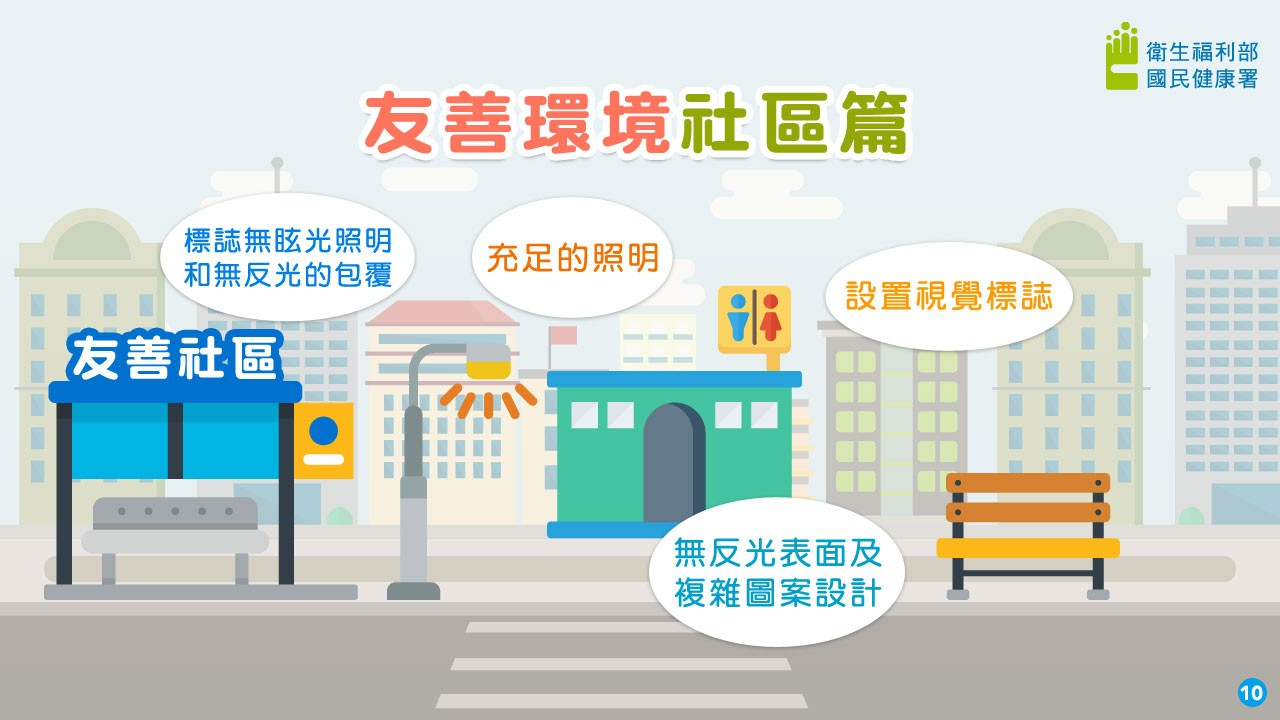 衛生福利部
國民健康署
友善環境社區篇
標誌無眩光照明
和無反光的包覆
充足的照明
設置視覺標誌
友善社區
無反光表面及
複雜圖案設計
10